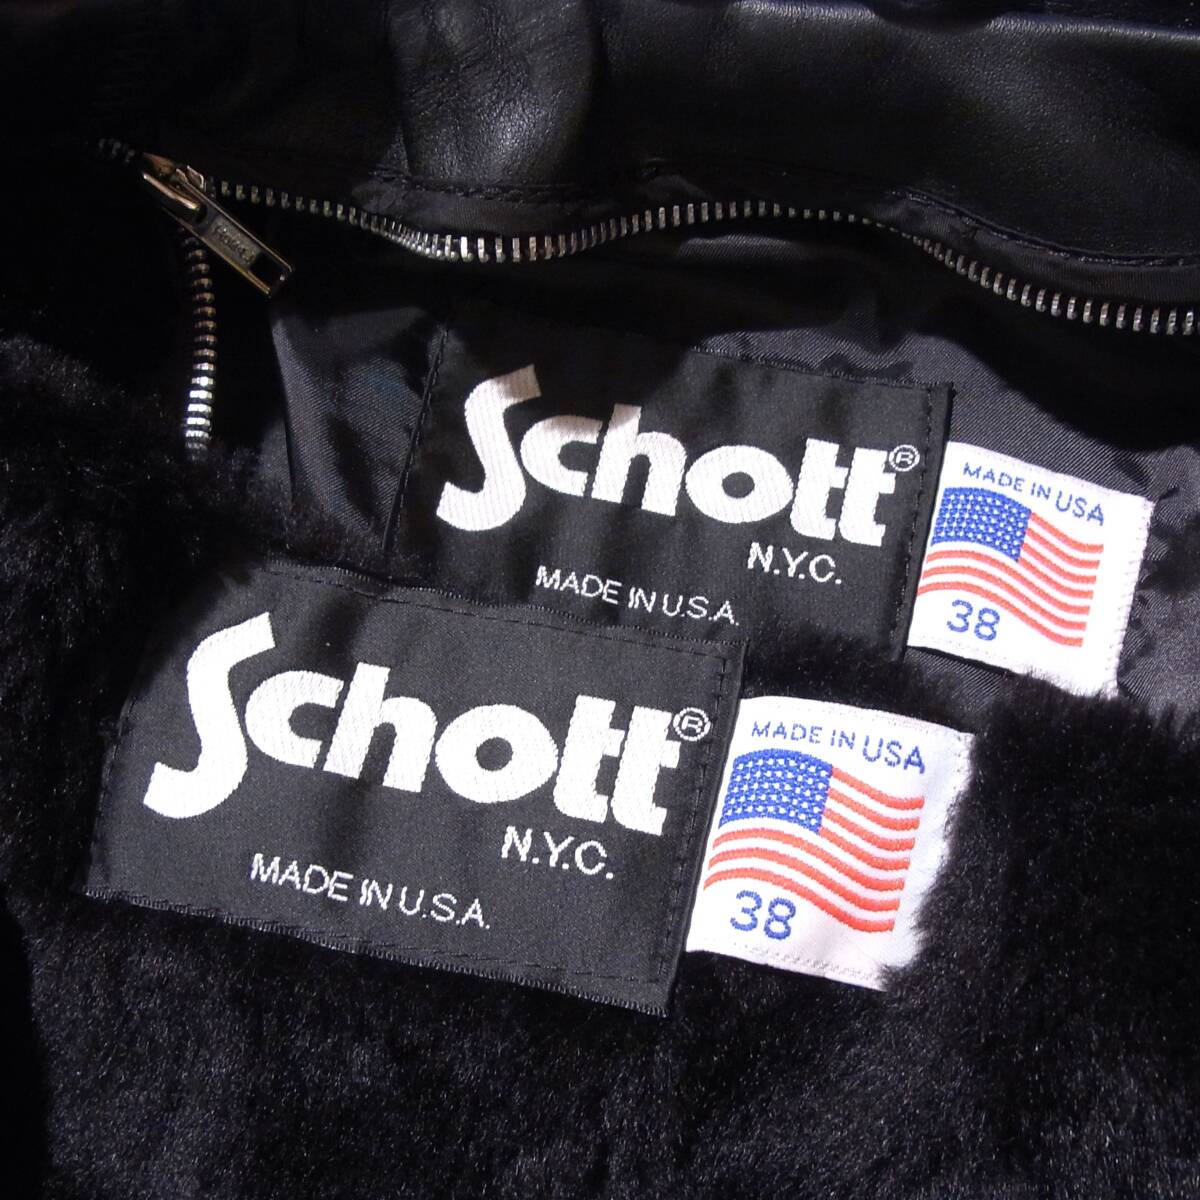 Schott®
N.Y.C.
MADE IN U.S.A.
MADE IN USA
38
Schott®
N.Y.C.
MADE IN U.S.A.
MADE IN USA
38